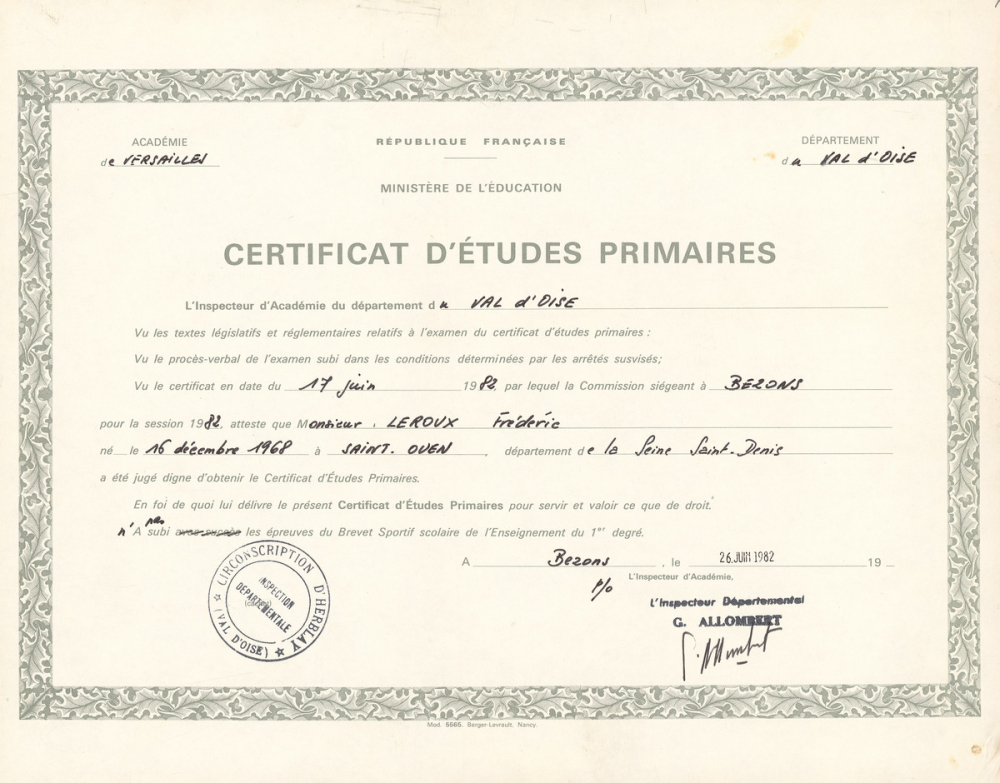 ACADÉMIE
de VERSAILLES
RÉPUBLIQUE FRANÇAISE
DÉPARTEMENT
du VAL d'OISE
MINISTÈRE DE L'ÉDUCATION
CERTIFICAT D'ÉTUDES PRIMAIRES
L'Inspecteur d'Académie du département du VAL d'OISE
Vu les textes législatifs et réglementaires relatifs à l'examen du certificat d'études primaires :
Vu le procès-verbal de l'examen subi dans les conditions déterminées par les arrêtés susvisés;
Vu le certificat en date du 17 juin 1982, par lequel la Commission siégeant à BEZONS
pour la session 1982, atteste que Monsieur . LEROUX Frédéric
né le 16 décembre 1968 à SAINT. OUEN , département de la Seine Saint-Denis
a été jugé digne d'obtenir le Certificat d'Études Primaires.
En foi de quoi lui délivre le présent Certificat d'Études Primaires pour servir et valoir ce que de droit.
n'A pas subi avec succès les épreuves du Brevet Sportif scolaire de l'Enseignement du 1er degré.
A Bezons , le 26 JUIN 1982 19
P/o L'Inspecteur d'Académie,
L'Inspecteur Départemental
G. ALLOMBERT
CIRCONSCRIPTION D'HERBLAY
(VAL D'OISE)
INSPECTION
DÉPARTEMENTALE
Mod. 5565. Berger-Levrault, Nancy.